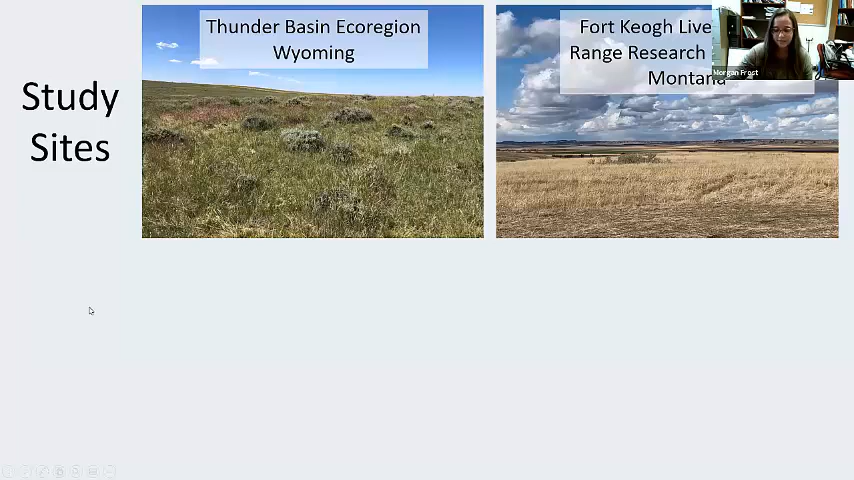 Study
Sites
Thunder Basin Ecoregion
Wyoming
Fort Keogh Live
Range Research
Montana
Morgan Frost